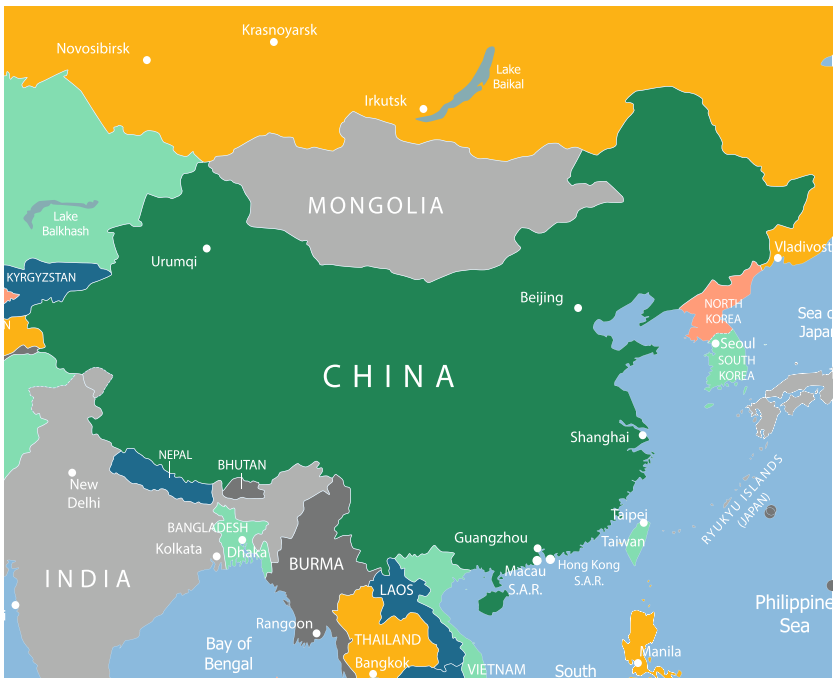 Krasnoyarsk
Novosibirsk
Lake
Baikal
Irkutsk
MONGOLIA
Lake
Balkhash
Vladivost
Urumqi
KYRGYZSTAN
Beijing
NORTH
KOREA
Sea o
Japa
N
Seoul
SOUTH
KOREA
CHINA
Shanghai
NEPAL
BHUTAN
New
Delhi
RYUKYU ISLANDS
(JAPAN)
Taipei
BANGLADESH
Guangzhou
Taiwan
Kolkata
Dhaka
BURMA
Hong Kong
S.A.R.
Macau
S.A.R.
INDIA
LAOS
i
Philippine
Sea
Rangoon
THAILAND
Bay of
Bengal
Manila
Bangkok
VIETNAM
South